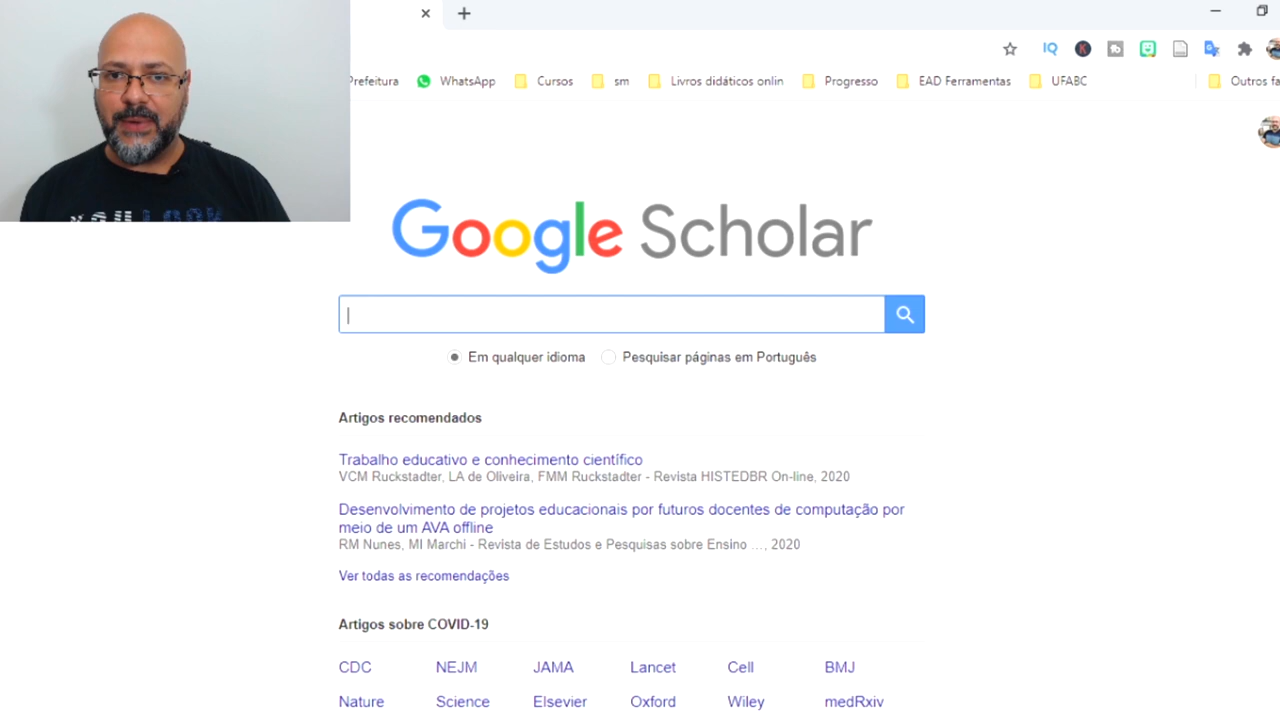 IQ
K
Prefeitura WhatsApp Cursos sm Livros didáticos onlin Progresso EAD Ferramentas UFABC Outros fa
Google Scholar
Em qualquer idioma Pesquisar páginas em Português
Artigos recomendados
Trabalho educativo e conhecimento científico
VCM Ruckstadter, LA de Oliveira, FMM Ruckstadter - Revista HISTEDBR On-line, 2020
Desenvolvimento de projetos educacionais por futuros docentes de computação por
meio de um AVA offline
RM Nunes, MI Marchi - Revista de Estudos e Pesquisas sobre Ensino …, 2020
Ver todas as recomendações
Artigos sobre COVID-19
CDC NEJM JAMA Lancet Cell BMJ
Nature Science Elsevier Oxford Wiley medRxiv